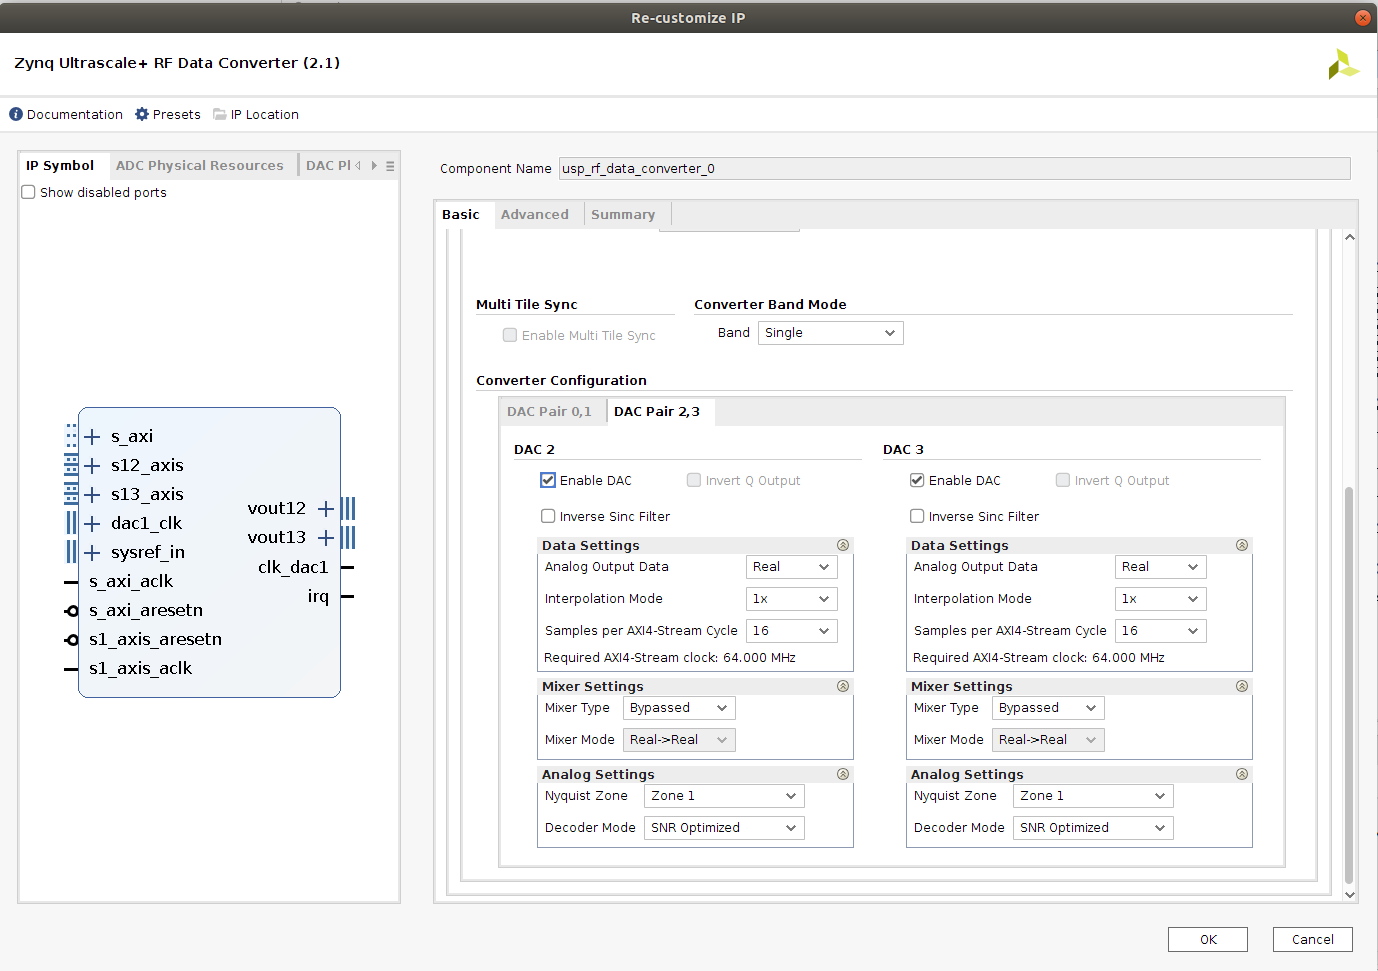 Re-customize IP
Zynq Ultrascale+ RF Data Converter (2.1)
Documentation Presets IP Location
IP Symbol ADC Physical Resources DAC Pl
Show disabled ports
s_axi
s12_axis
s13_axis
dac1_clk
sysref_in
s_axi_aclk
s_axi_aresetn
s1_axis_aresetn
s1_axis_aclk
vout12
vout13
clk_dac1
irq
Component Name usp_rf_data_converter_0
Basic Advanced Summary
Multi Tile Sync Converter Band Mode
Enable Multi Tile Sync Band Single
Converter Configuration
DAC Pair 0,1 DAC Pair 2,3
DAC 2
Enable DAC Invert Q Output
Inverse Sinc Filter
Data Settings
Analog Output Data Real
Interpolation Mode 1x
Samples per AXI4-Stream Cycle 16
Required AXI4-Stream clock: 64.000 MHz
Mixer Settings
Mixer Type Bypassed
Mixer Mode Real->Real
Analog Settings
Nyquist Zone Zone 1
Decoder Mode SNR Optimized
DAC 3
Enable DAC Invert Q Output
Inverse Sinc Filter
Data Settings
Analog Output Data Real
Interpolation Mode 1x
Samples per AXI4-Stream Cycle 16
Required AXI4-Stream clock: 64.000 MHz
Mixer Settings
Mixer Type Bypassed
Mixer Mode Real->Real
Analog Settings
Nyquist Zone Zone 1
Decoder Mode SNR Optimized
OK Cancel